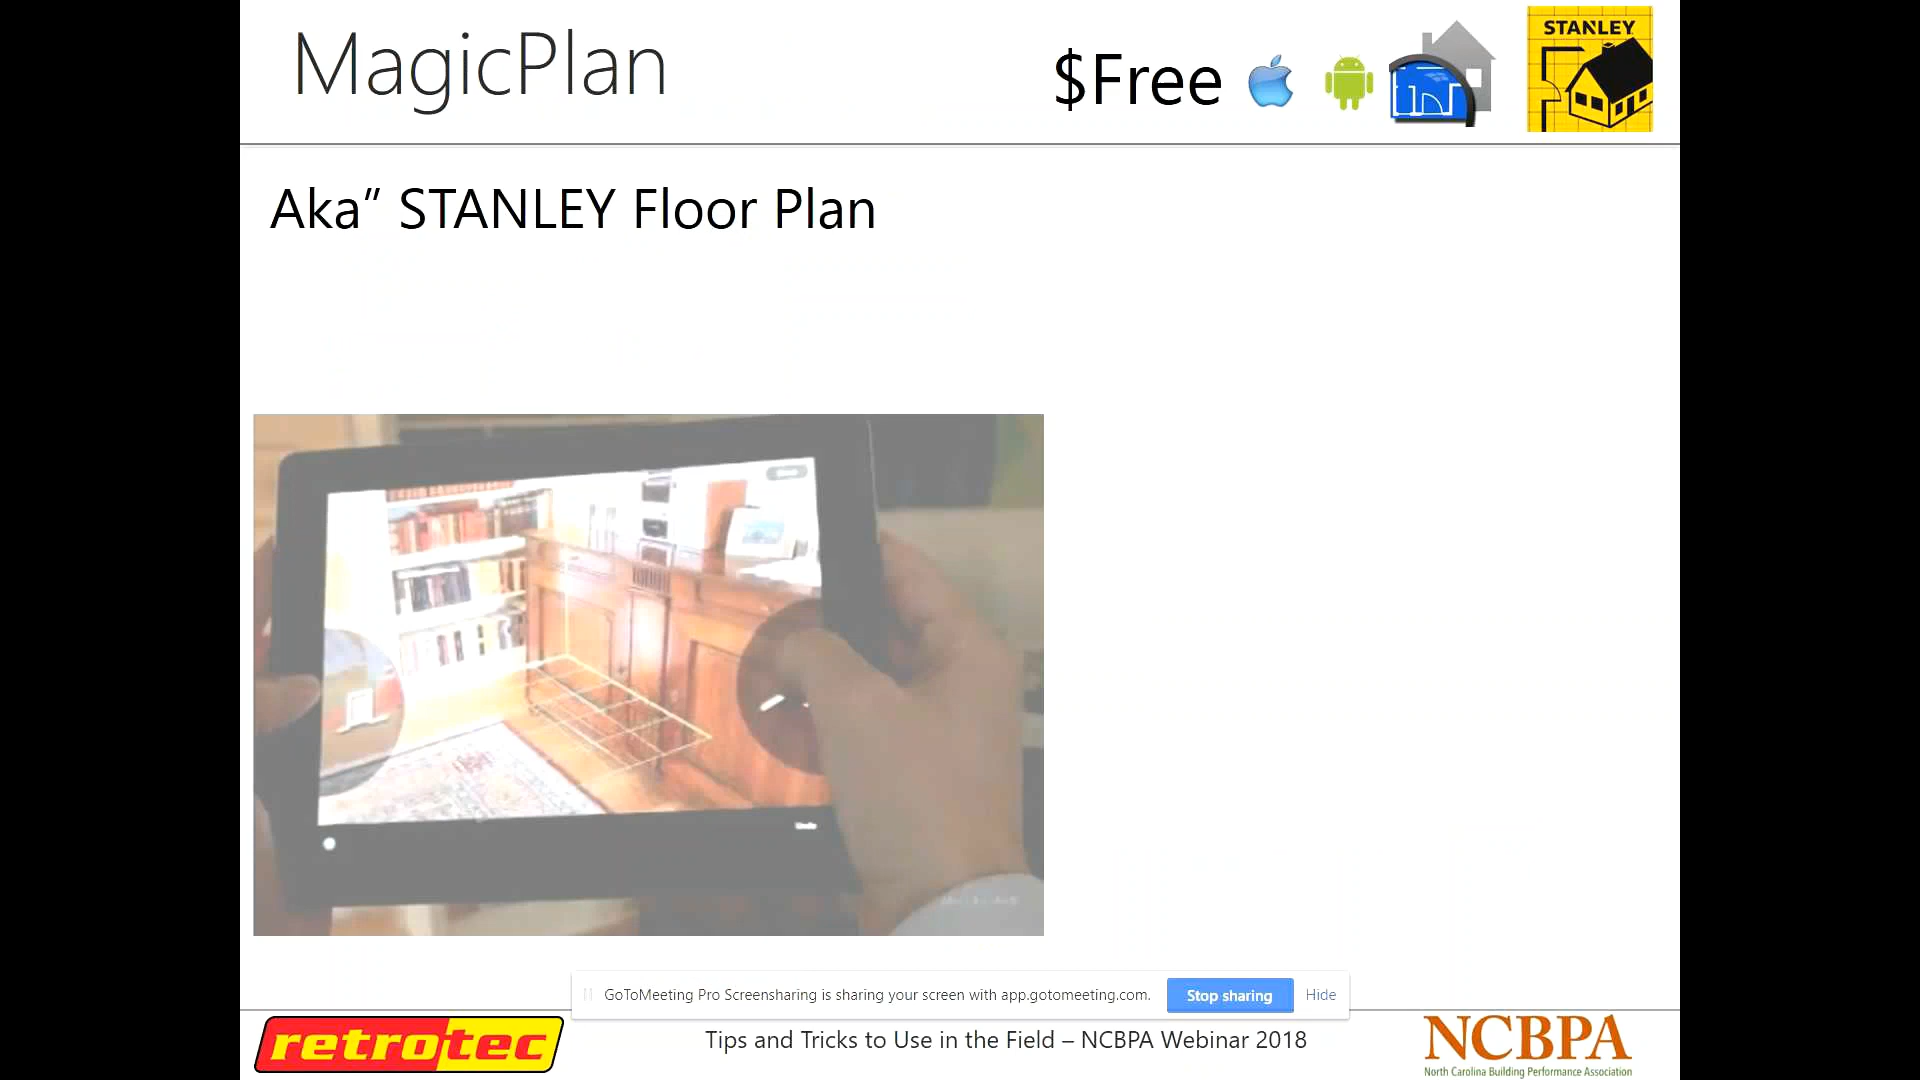 MagicPlan
$Free
STANLEY
Aka” STANLEY Floor Plan
GoToMeeting Pro Screensharing is sharing your screen with app.gotomeeting.com.
Stop sharing
Hide
retrotec
Tips and Tricks to Use in the Field – NCBPA Webinar 2018
NCBPA
North Carolina Building Performance Association